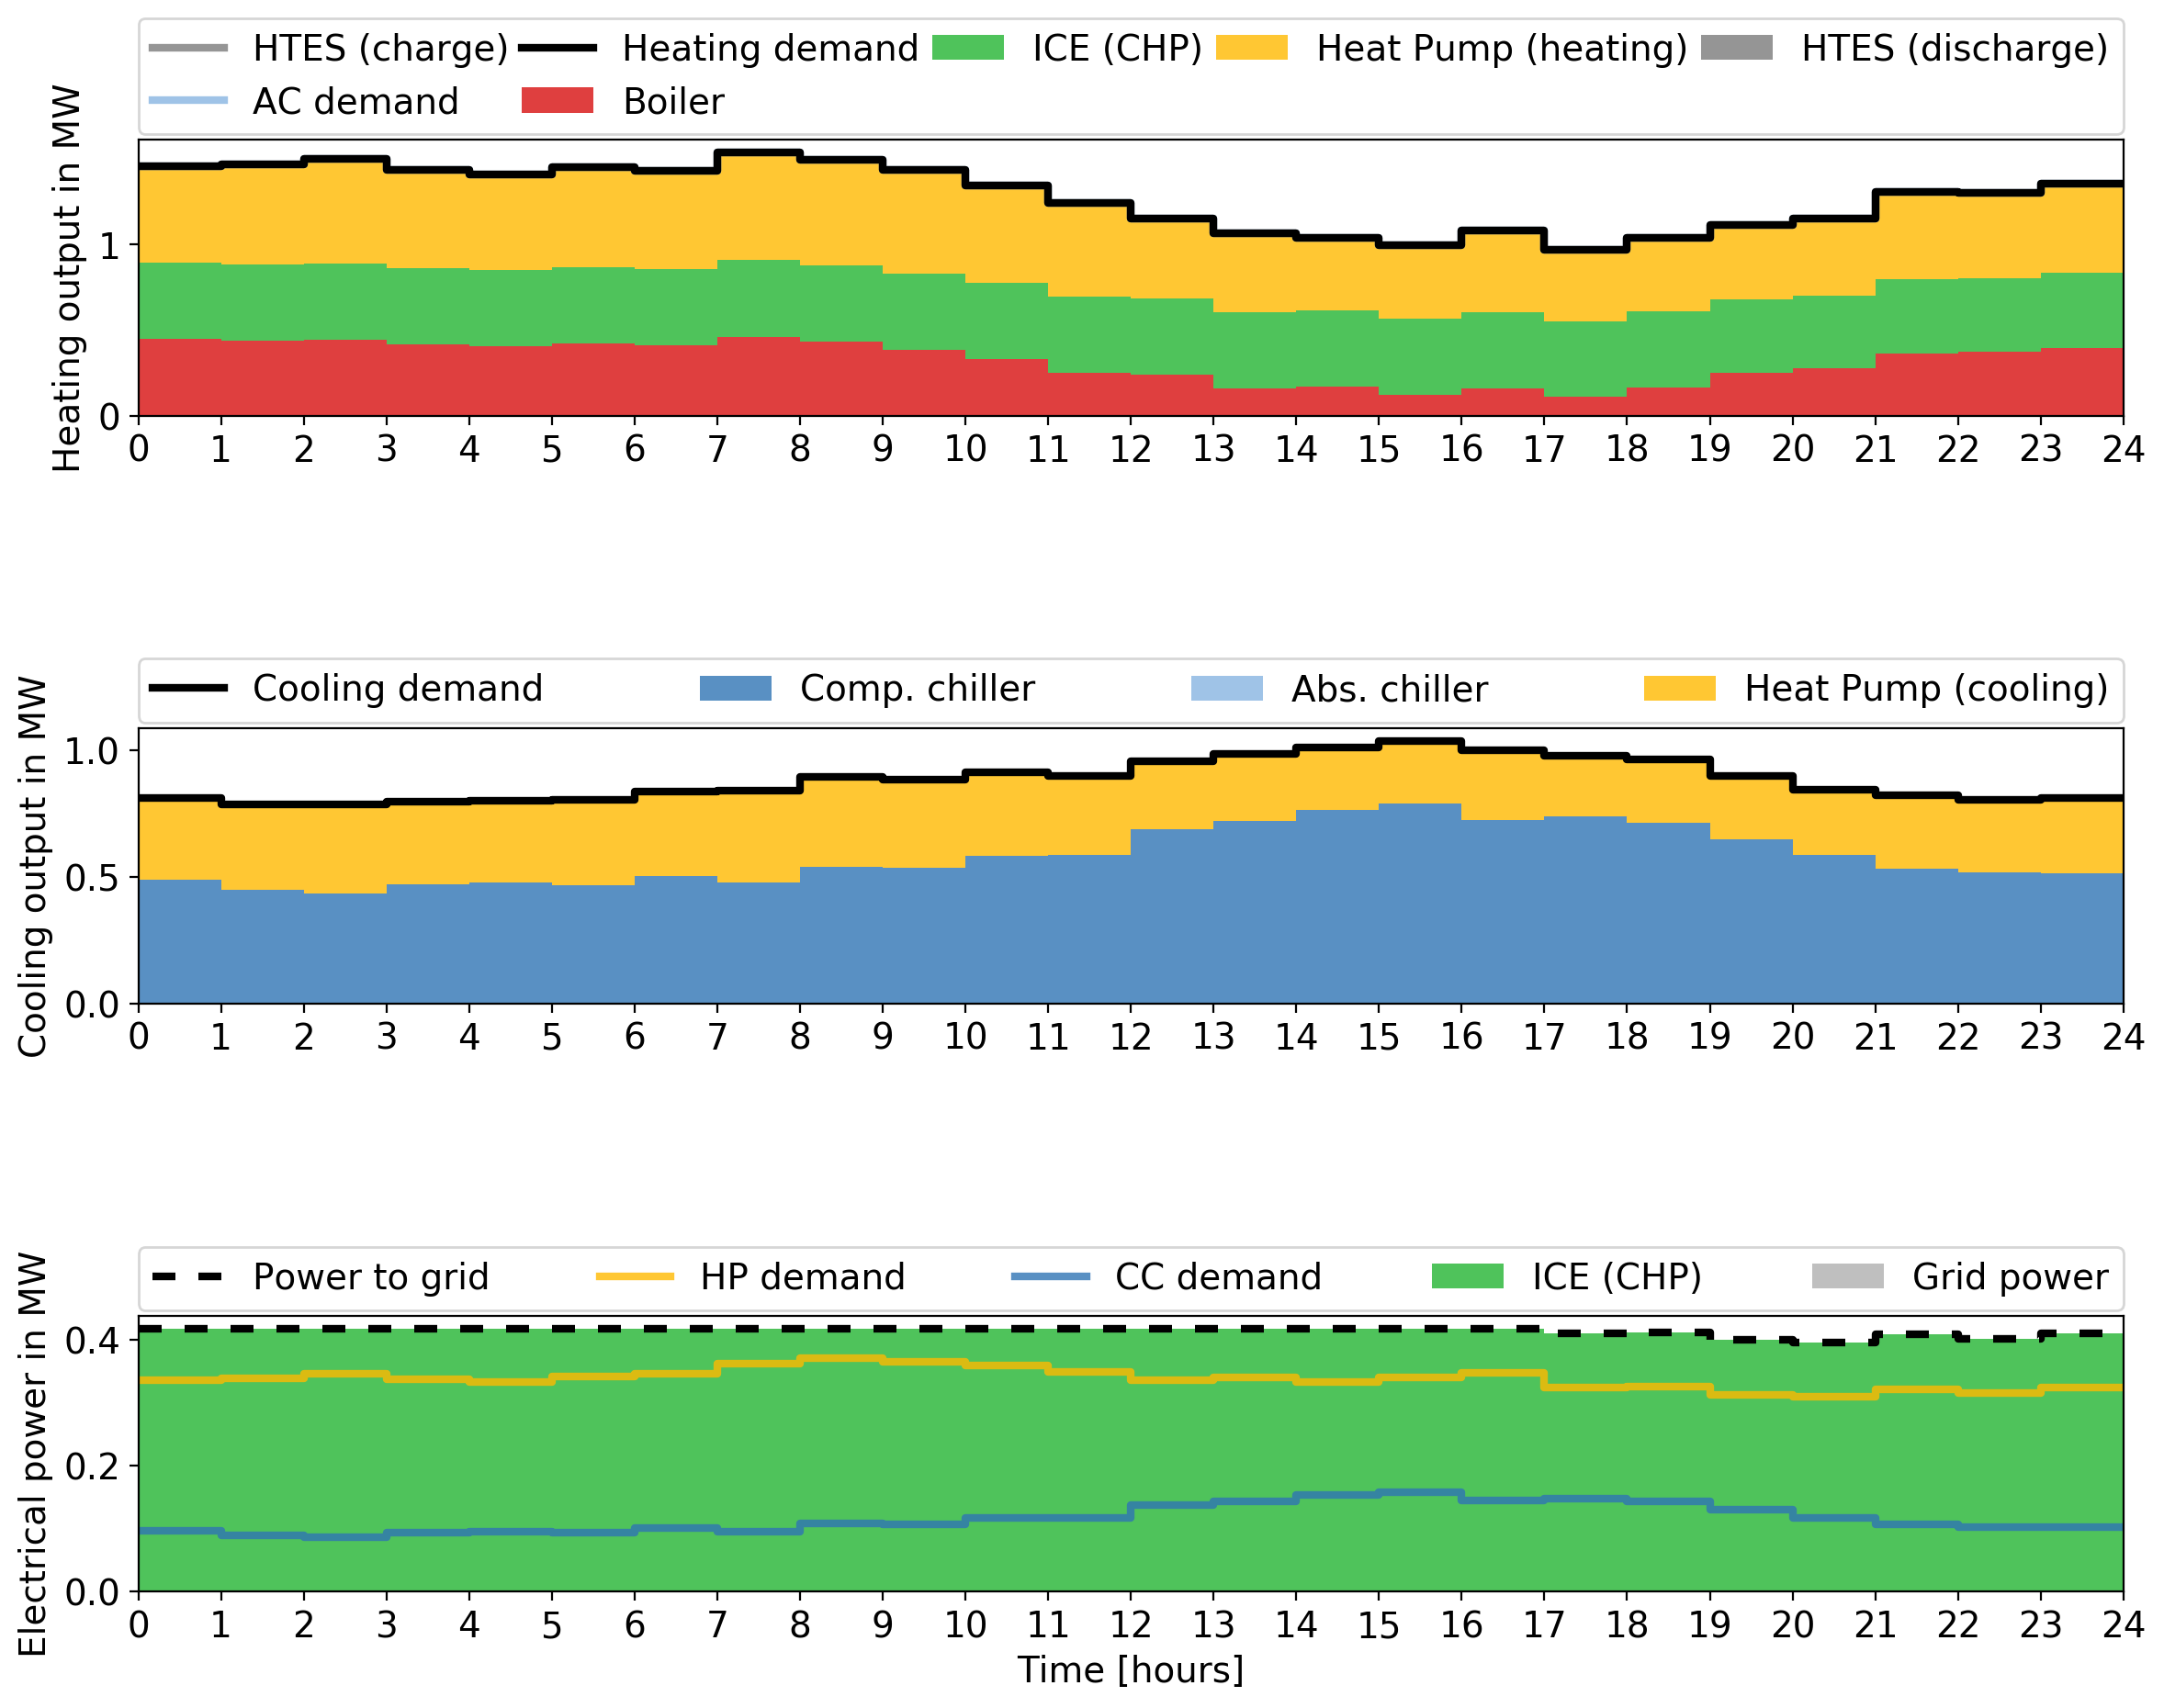 HTES (charge) Heating demand ICE (CHP) Heat Pump (heating) HTES (discharge)
AC demand Boiler
Heating output in MW
1
0
0 1 2 3 4 5 6 7 8 9 10 11 12 13 14 15 16 17 18 19 20 21 22 23 24
Cooling demand Comp. chiller Abs. chiller Heat Pump (cooling)
Cooling output in MW
1.0
0.5
0.0
0 1 2 3 4 5 6 7 8 9 10 11 12 13 14 15 16 17 18 19 20 21 22 23 24
Power to grid HP demand CC demand ICE (CHP) Grid power
Electrical power in MW
0.4
0.2
0.0
0 1 2 3 4 5 6 7 8 9 10 11 12 13 14 15 16 17 18 19 20 21 22 23 24
Time [hours]